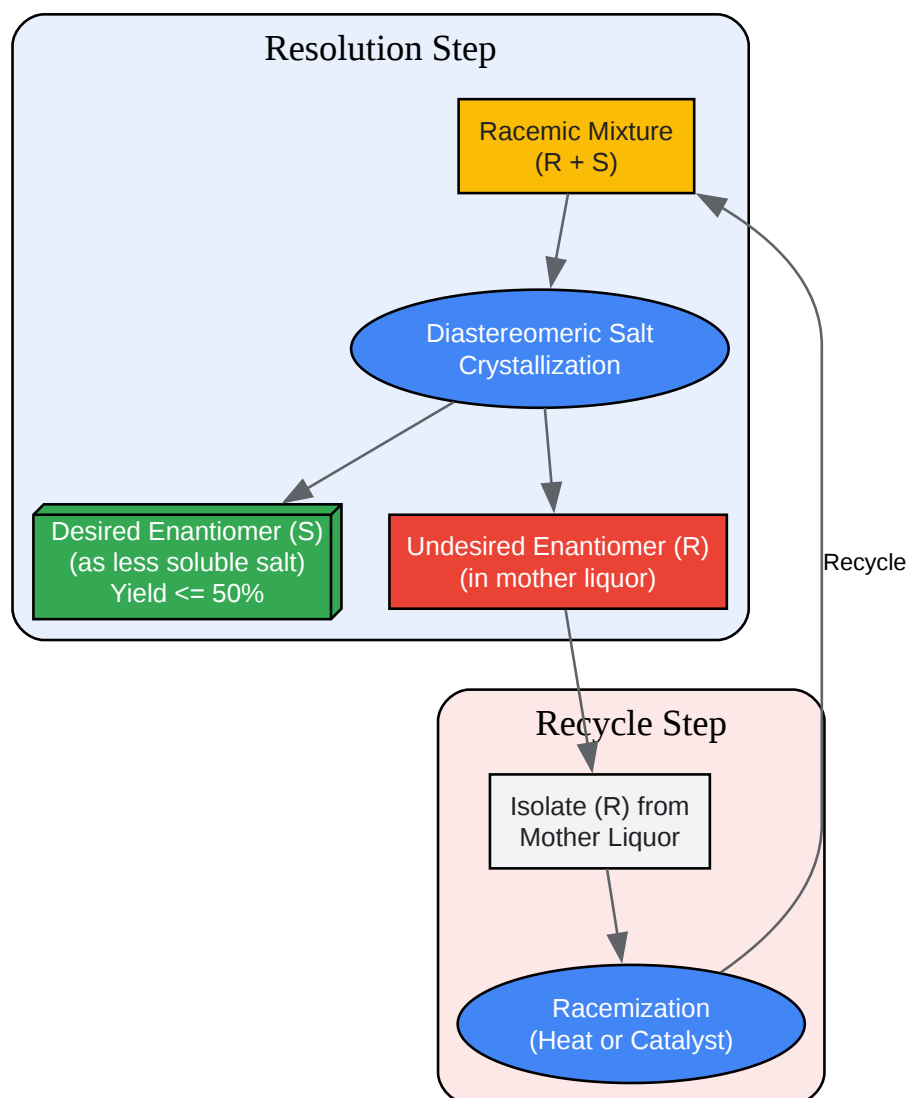 Resolution Step
Racemic Mixture
(R + S)
Diastereomeric Salt
Crystallization
Desired Enantiomer (S)
(as less soluble salt)
Yield <= 50%
Undesired Enantiomer (R)
(in mother liquor)
Recycle
Recycle Step
Isolate (R) from
Mother Liquor
Racemization
(Heat or Catalyst)